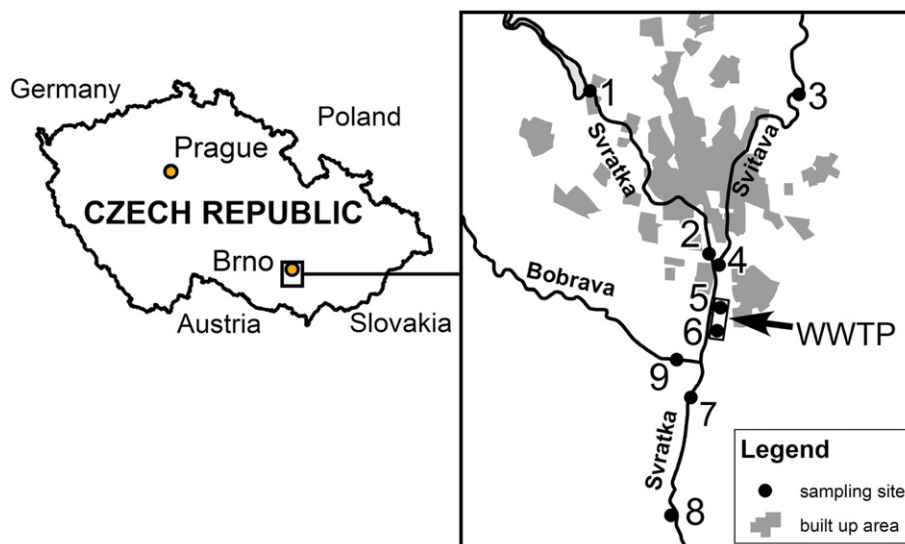 Germany
Poland
Prague
CZECH REPUBLIC
Brno
Austria
Slovakia
1
3
Svratka
Svitava
2
4
Bobrava
5
6
WWTP
9
7
Svratka
8
Legend
sampling site
built up area